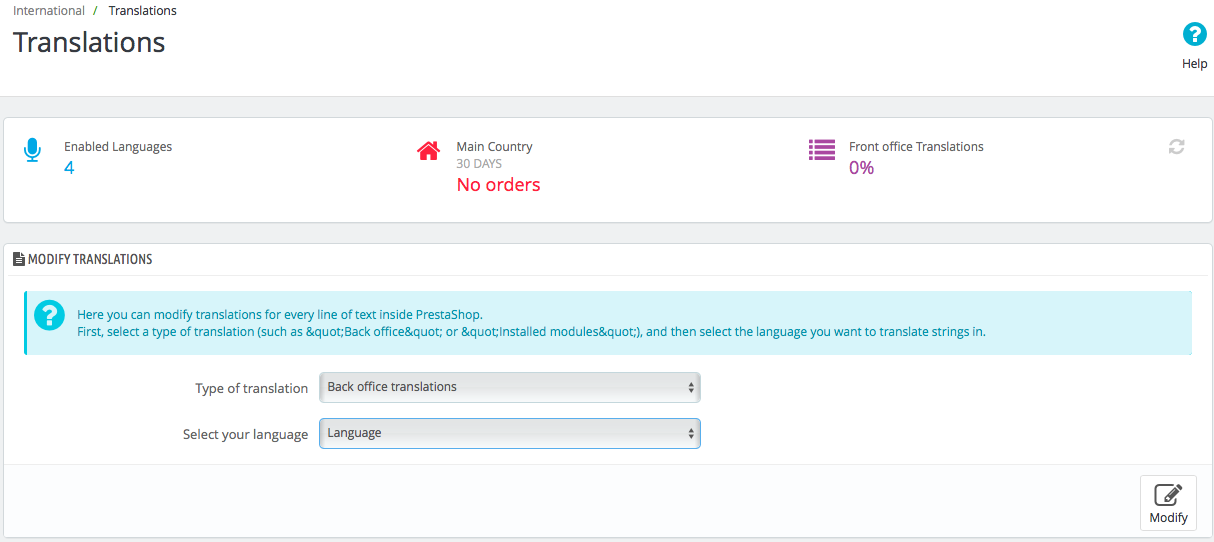 International / Translations
Translations
Help
Enabled Languages
4
Main Country
30 DAYS
No orders
Front office Translations
0%
MODIFY TRANSLATIONS
Here you can modify translations for every line of text inside PrestaShop.
First, select a type of translation (such as &quot;Back office&quot; or &quot;Installed modules&quot;), and then select the language you want to translate strings in.
Type of translation Back office translations
Select your language Language
Modify